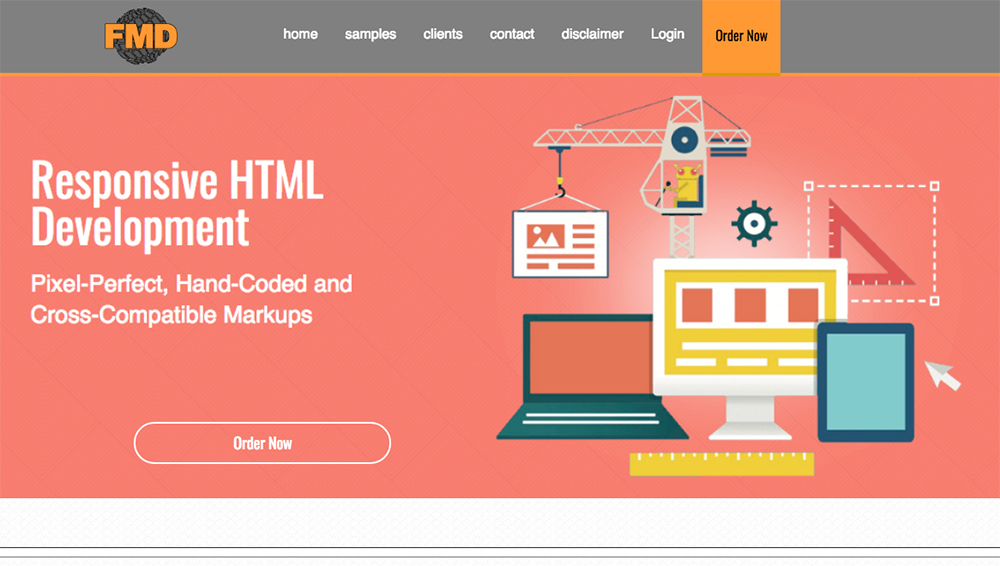 FMD
home samples clients contact disclaimer Login Order Now
Responsive HTML
Development
Pixel-Perfect, Hand-Coded and
Cross-Compatible Markups
Order Now